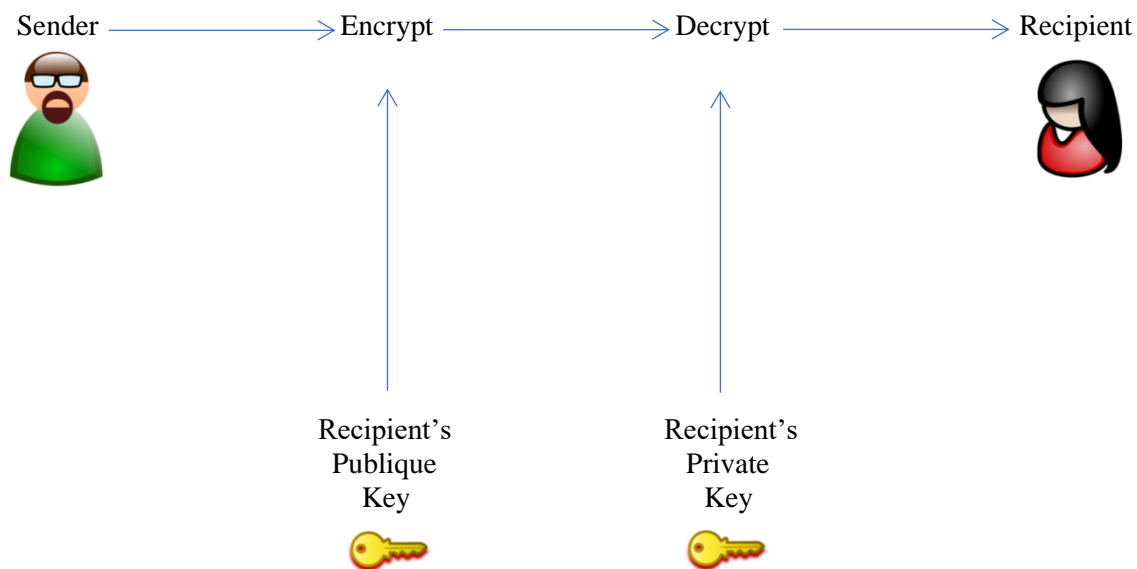 Sender
Encrypt
Decrypt
Recipient
Recipient’s
Publique
Key
Recipient’s
Private
Key